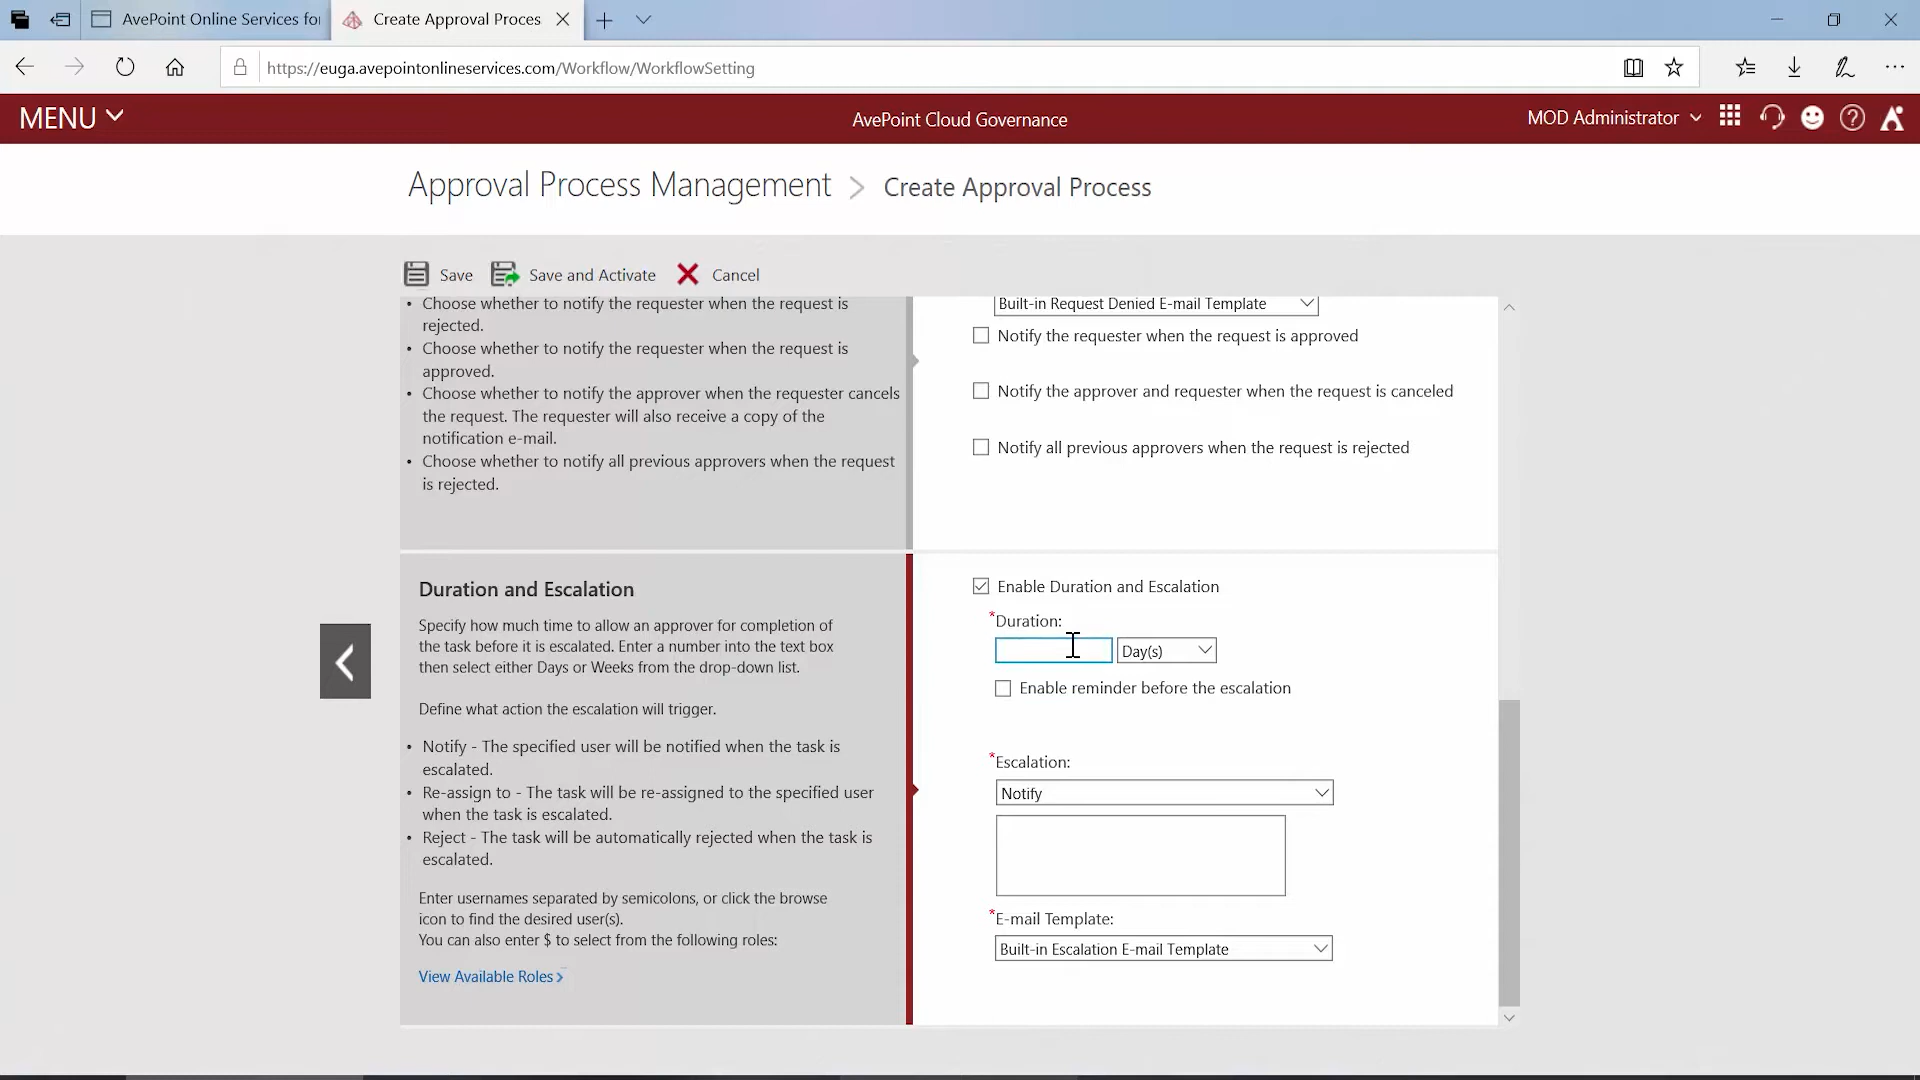 AvePoint Online Services fo
Create Approval Proces
https://euga.avepointonlineservices.com/Workflow/WorkflowSetting
MENU
AvePoint Cloud Governance
MOD Administrator
Approval Process Management > Create Approval Process
Save
Save and Activate
Cancel
• Choose whether to notify the requester when the request is
rejected.
• Choose whether to notify the requester when the request is
approved.
• Choose whether to notify the approver when the requester cancels
the request. The requester will also receive a copy of the
notification e-mail.
• Choose whether to notify all previous approvers when the request
is rejected.
Built-in Request Denied E-mail Template
Notify the requester when the request is approved
Notify the approver and requester when the request is canceled
Notify all previous approvers when the request is rejected
Duration and Escalation
Specify how much time to allow an approver for completion of
the task before it is escalated. Enter a number into the text box
then select either Days or Weeks from the drop-down list.
Define what action the escalation will trigger.
• Notify - The specified user will be notified when the task is
escalated.
• Re-assign to - The task will be re-assigned to the specified user
when the task is escalated.
• Reject - The task will be automatically rejected when the task is
escalated.
Enter usernames separated by semicolons, or click the browse
icon to find the desired user(s).
You can also enter $ to select from the following roles:
View Available Roles >
Enable Duration and Escalation
*Duration:
Day(s)
Enable reminder before the escalation
*Escalation:
Notify
*E-mail Template:
Built-in Escalation E-mail Template